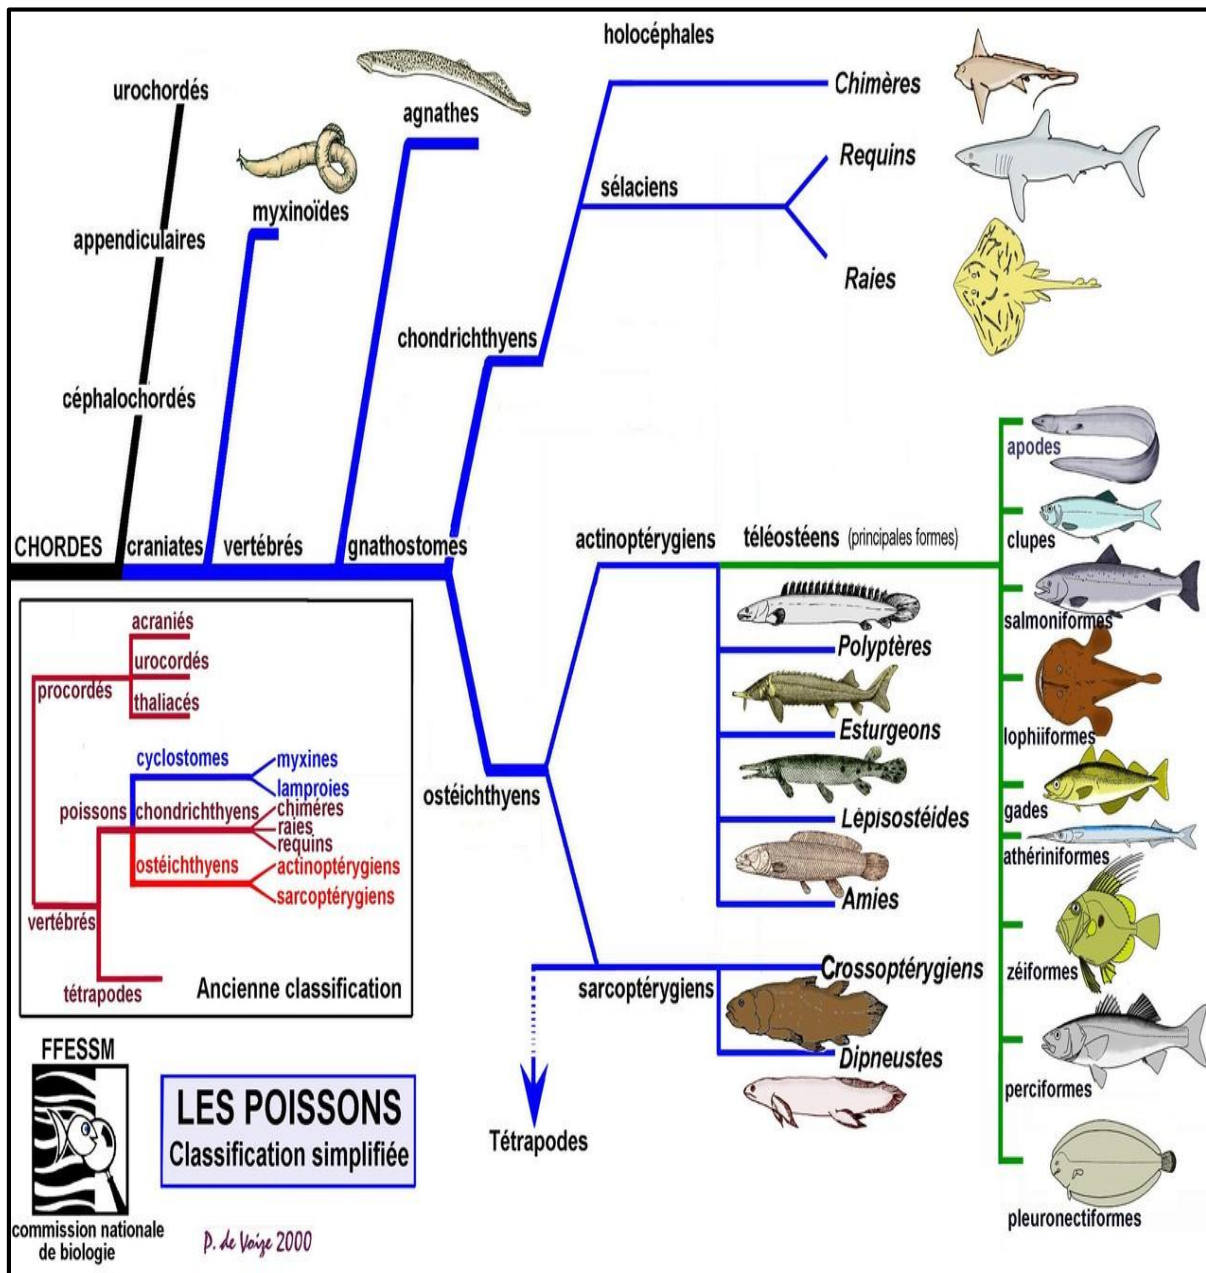 holocéphales
urochordés
agnathes
Chimères
Requins
sélaciens
myxinoïdes
appendiculaires
Raies
chondrichthyens
céphalochordés
apodes
CHORDES
craniates
vertébrés
gnathostomes
actinoptérygiens
téléostéens (principales formes)
clupes
salmoniformes
Polyptères
lophiiformes
Esturgeons
ostéichthyens
gades
Lépisostéides
athériniformes
Amies
zéiformes
Crossoptérygiens
sarcoptérygiens
Dipneustes
perciformes
Tétrapodes
pleuronectiformes
acraniés
urocordés
procordés
thaliacés
cyclostomes
myxines
lamproies
poissons
chondrichthyens
chiméres
raies
requins
ostéichthyens
actinoptérygiens
sarcoptérygiens
vertébrés
tétrapodes
Ancienne classification
FFESSM
commission nationale
de biologie
LES POISSONS
Classification simplifiée
P. de Voize 2000